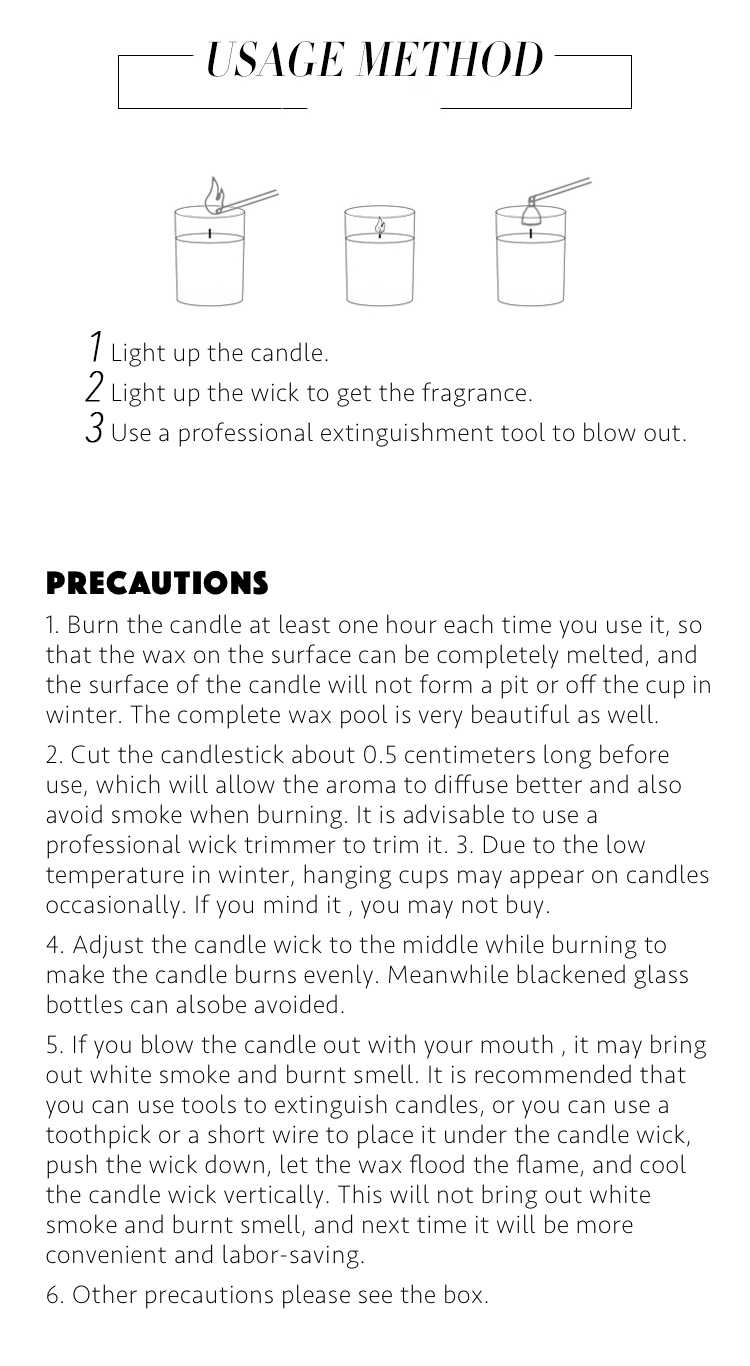 USAGE METHOD
1 Light up the candle.
2 Light up the wick to get the fragrance.
3 Use a professional extinguishment tool to blow out.
PRECAUTIONS
1. Burn the candle at least one hour each time you use it, so
that the wax on the surface can be completely melted, and
the surface of the candle will not form a pit or off the cup in
winter. The complete wax pool is very beautiful as well.
2. Cut the candlestick about 0.5 centimeters long before
use, which will allow the aroma to diffuse better and also
avoid smoke when burning. It is advisable to use a
professional wick trimmer to trim it. 3. Due to the low
temperature in winter, hanging cups may appear on candles
occasionally. If you mind it , you may not buy.
4. Adjust the candle wick to the middle while burning to
make the candle burns evenly. Meanwhile blackened glass
bottles can alsobe avoided.
5. If you blow the candle out with your mouth , it may bring
out white smoke and burnt smell. It is recommended that
you can use tools to extinguish candles, or you can use a
toothpick or a short wire to place it under the candle wick,
push the wick down, let the wax flood the flame, and cool
the candle wick vertically. This will not bring out white
smoke and burnt smell, and next time it will be more
convenient and labor-saving.
6. Other precautions please see the box.